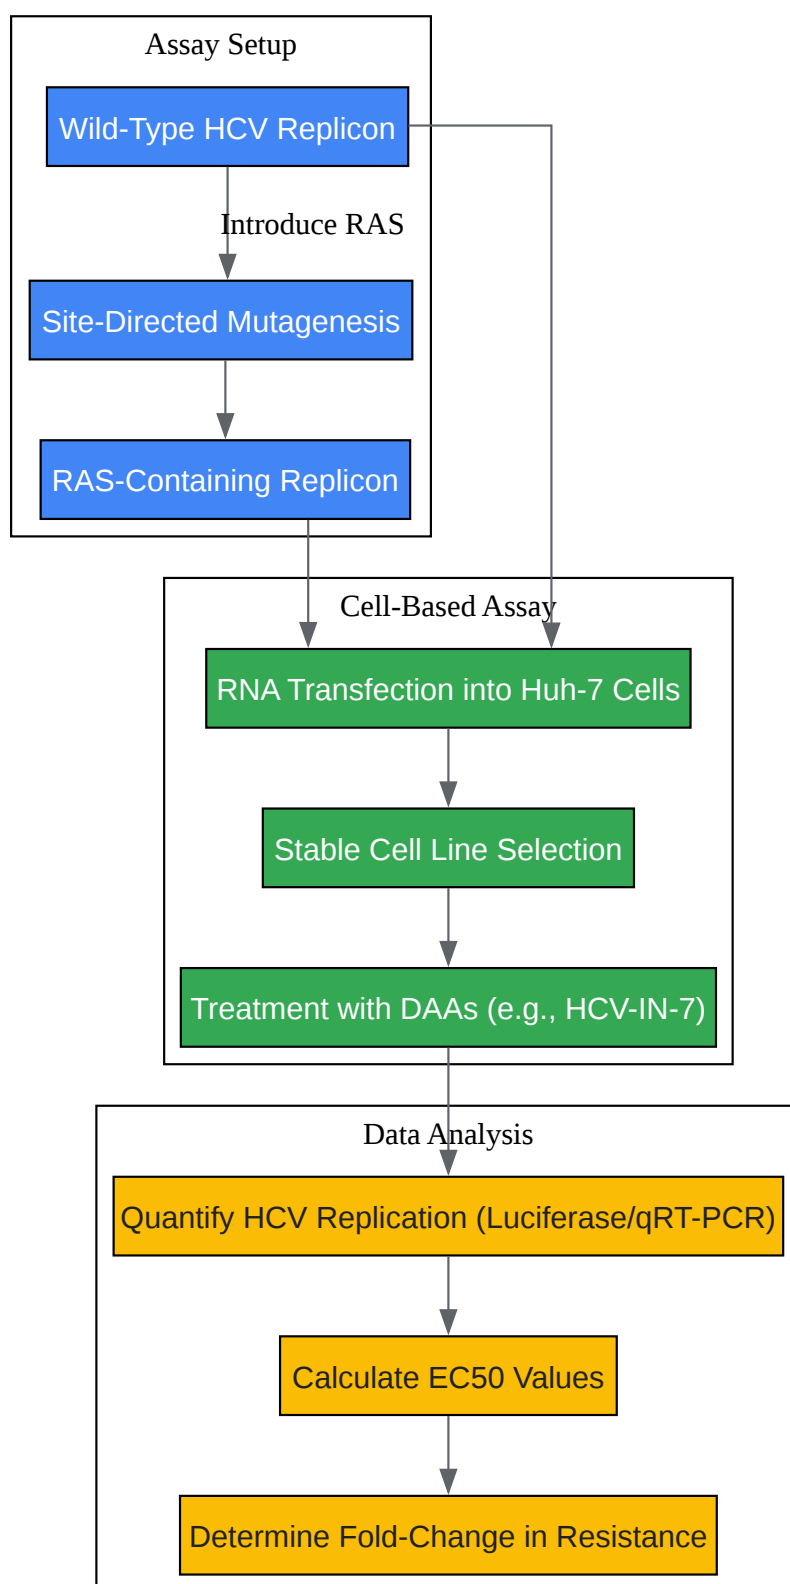 Assay Setup
Wild-Type HCV Replicon
Introduce RAS
Site-Directed Mutagenesis
RAS-Containing Replicon
Cell-Based Assay
RNA Transfection into Huh-7 Cells
Stable Cell Line Selection
Treatment with DAAs (e.g., HCV-IN-7)
Data Analysis
Quantify HCV Replication (Luciferase/qRT-PCR)
Calculate EC50 Values
Determine Fold-Change in Resistance